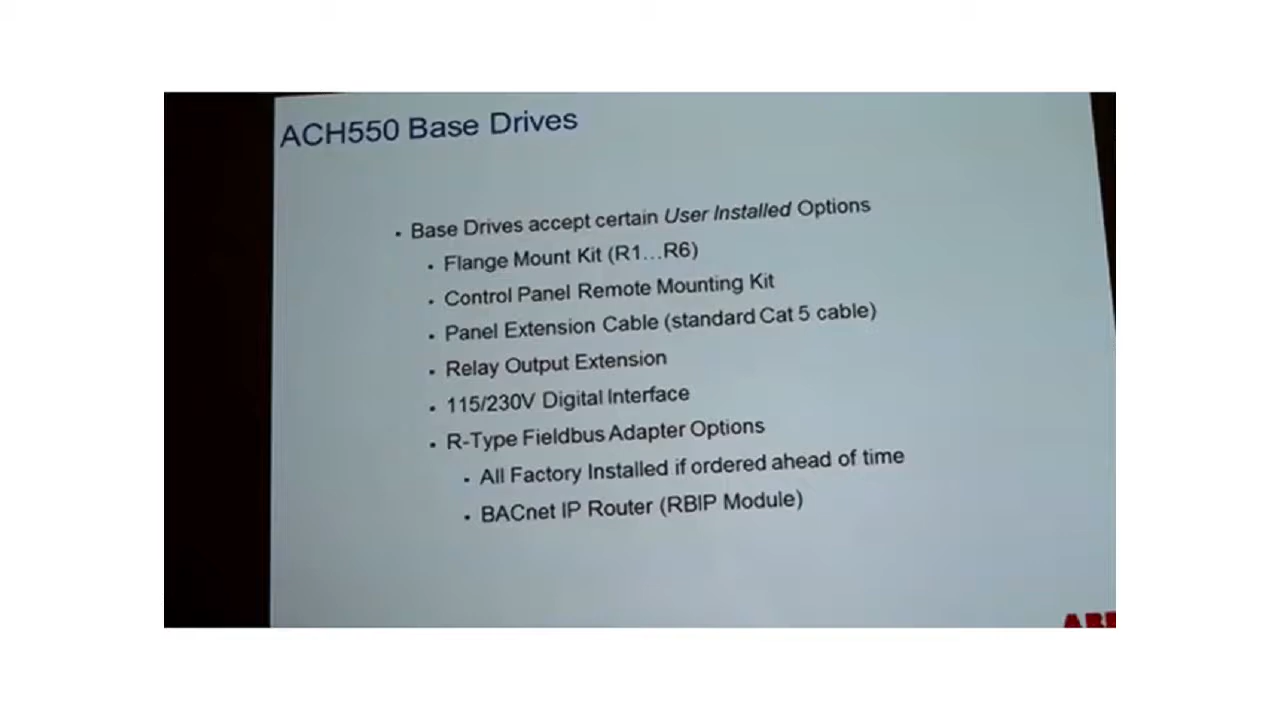 ACH550 Base Drives
• Base Drives accept certain User Installed Options
• Flange Mount Kit (R1...R6)
• Control Panel Remote Mounting Kit
• Panel Extension Cable (standard Cat 5 cable)
• Relay Output Extension
• 115/230V Digital Interface
• R-Type Fieldbus Adapter Options
• All Factory Installed if ordered ahead of time
• BACnet IP Router (RBIP Module)